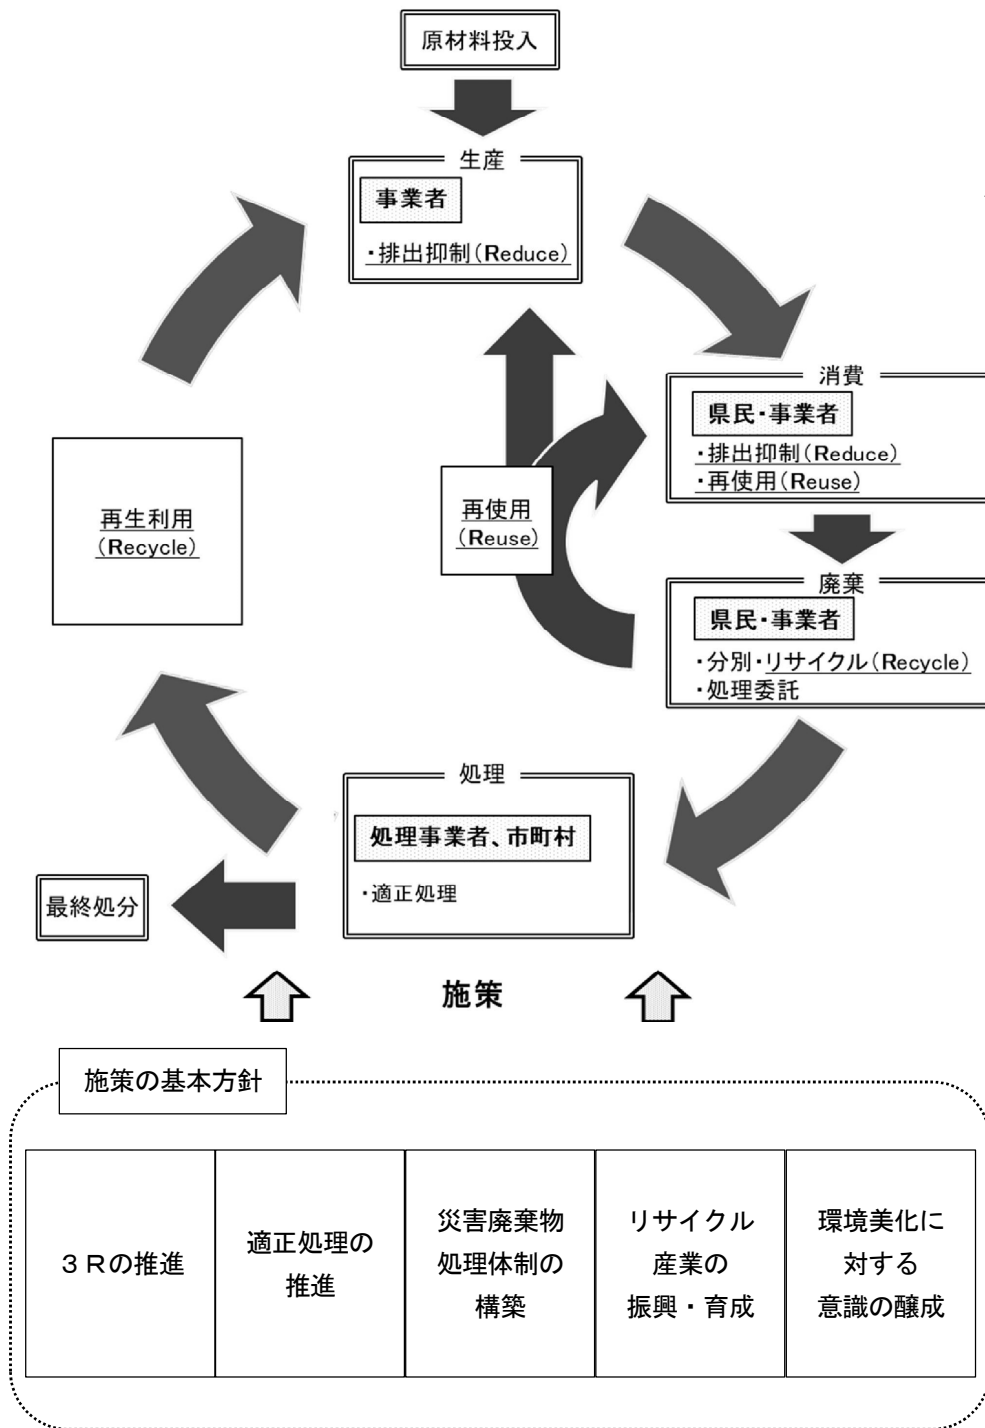 原材料投入
生産
事業者
・排出抑制(Reduce)
消費
県民・事業者
・排出抑制(Reduce)
・再使用(Reuse)
再生利用
(Recycle)
再使用
(Reuse)
廃棄
県民・事業者
・分別・リサイクル(Recycle)
・処理委託
処理
処理事業者、市町村
・適正処理
最終処分
施策
施策の基本方針
3Rの推進
適正処理の
推進
災害廃棄物
処理体制の
構築
リサイクル
産業の
振興・育成
環境美化に
対する
意識の醸成